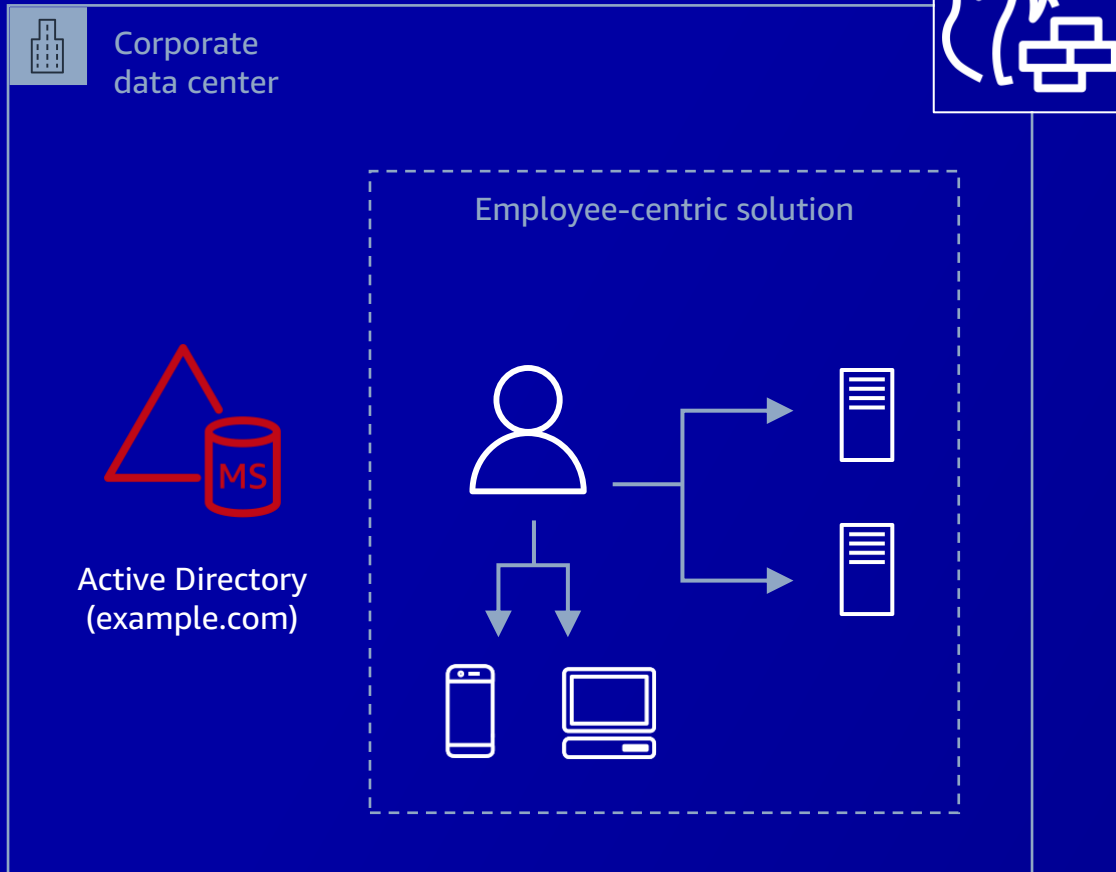 Corporate
data center
Employee-centric solution
MS
Active Directory
(example.com)